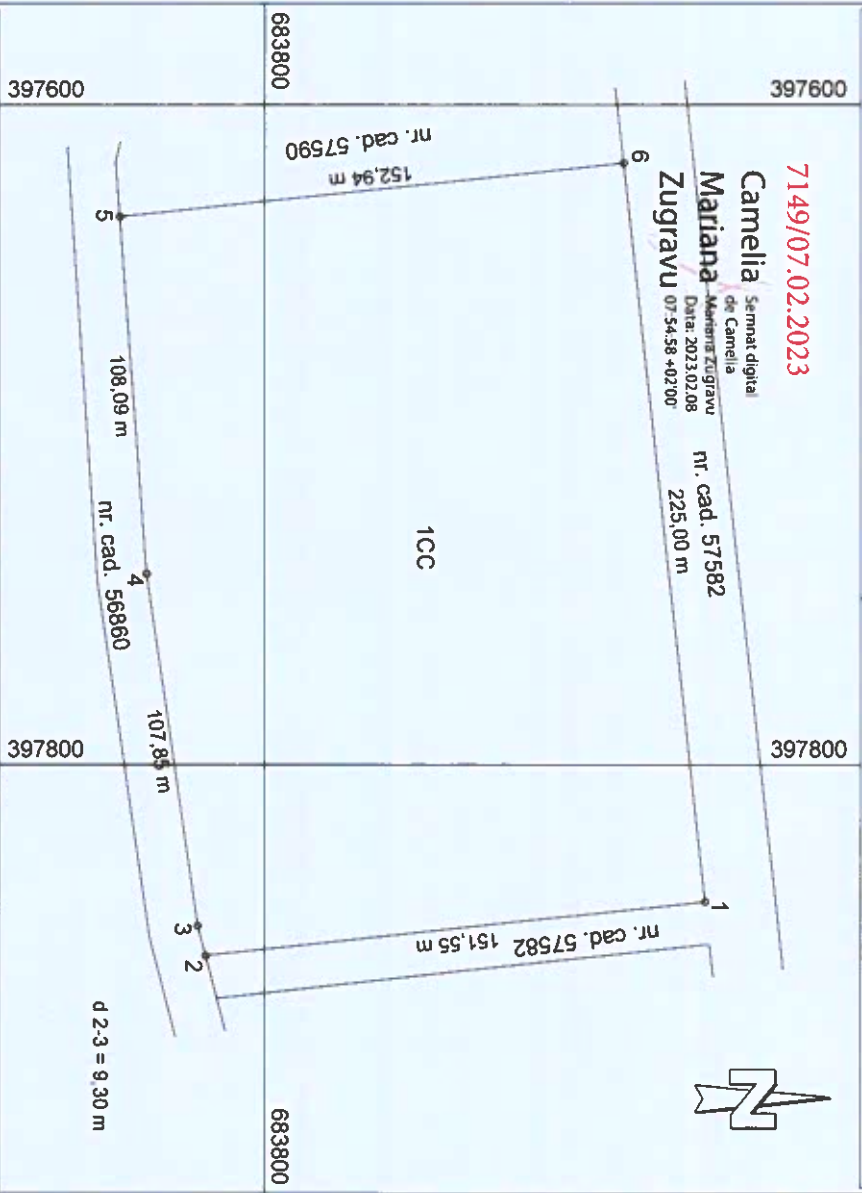 7149/07.02.2023
Camelia
Mariana
Zugravu
Semnat digital
de Camelia
Mariana Zugravu
Data: 2023.02.08
07:54:58 +02'00'
397600
397600
683800
nr. cad. 57582
225,00 m
nr. cad. 57590
152,94 m
6
5
108,09 m
1CC
4
nr. cad. 56860
107,85 m
397800
397800
1
nr. cad. 57582 151,55 m
3
2
d 2-3 = 9,30 m
683800
N